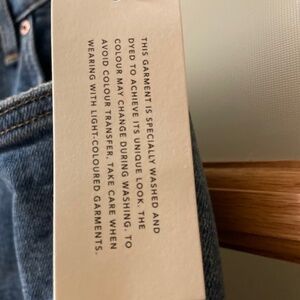 THIS GARMENT IS SPECIALLY WASHED AND
DYED TO ACHIEVE ITS UNIQUE LOOK. THE
COLOUR MAY CHANGE DURING WASHING. TO
AVOID COLOUR TRANSFER, TAKE CARE WHEN
WEARING WITH LIGHT-COLOURED GARMENTS.